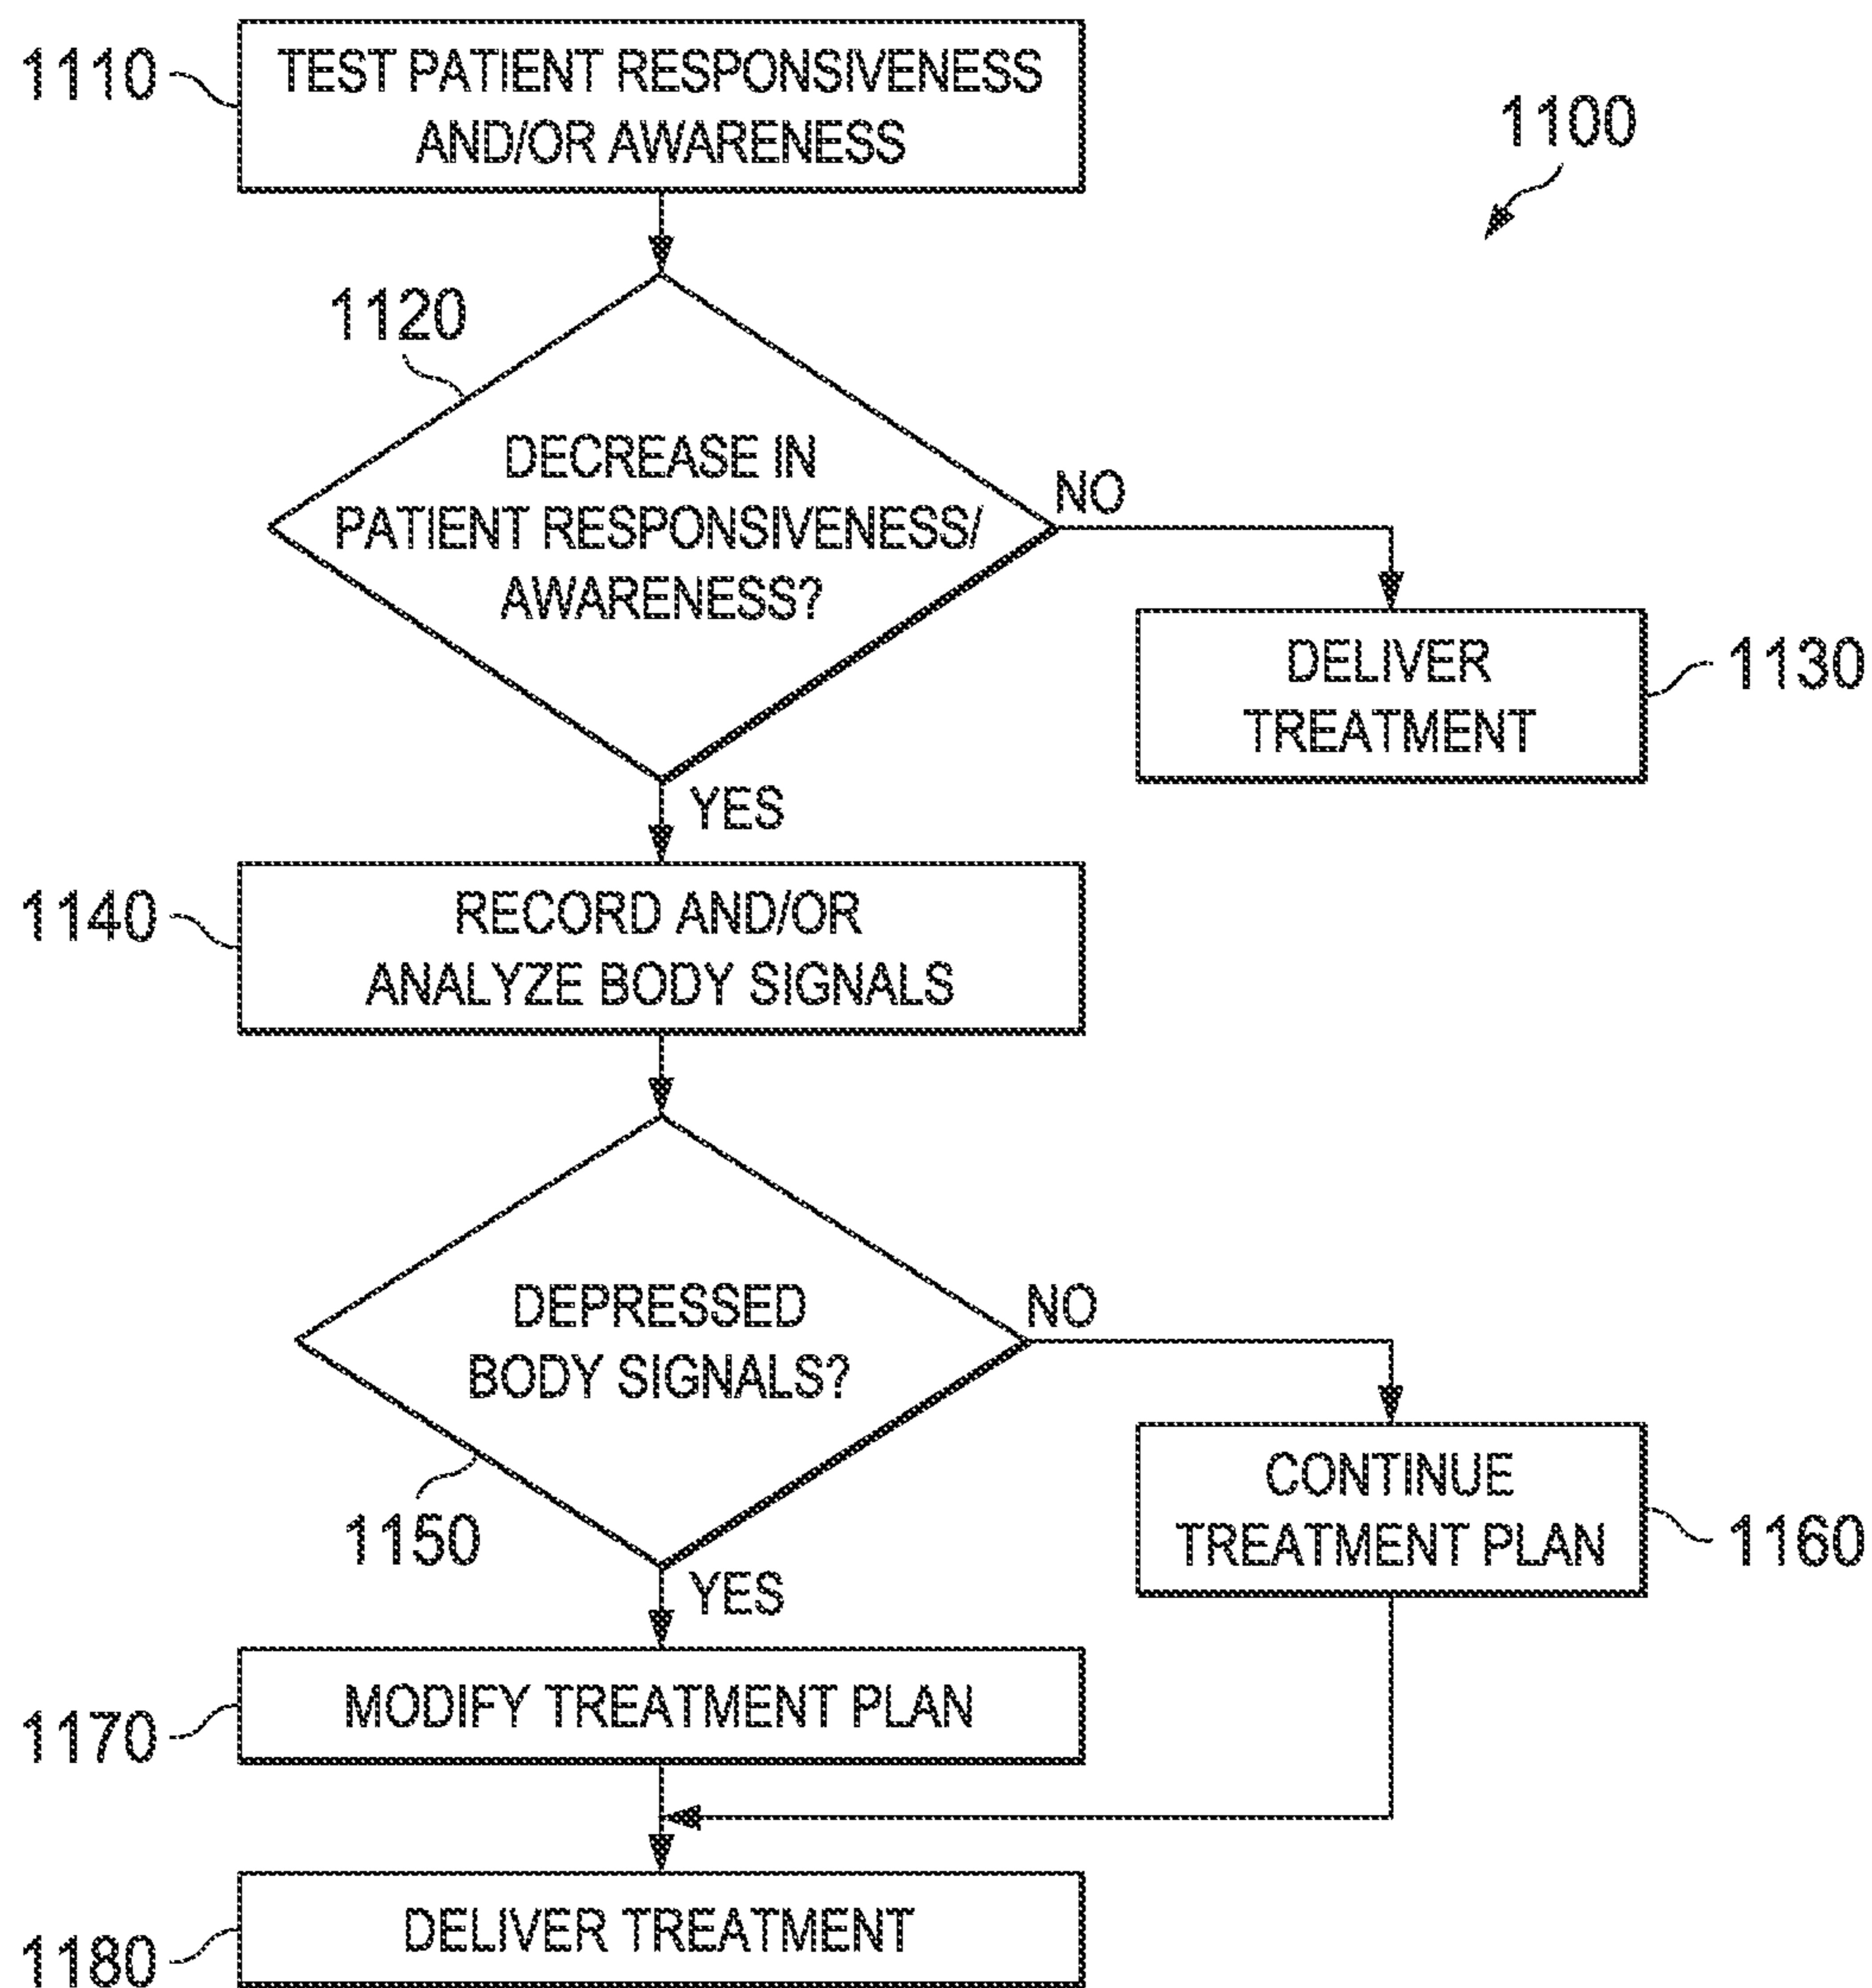 1110
TEST PATIENT RESPONSIVENESS
AND/OR AWARENESS
1100
1120
DECREASE IN
PATIENT RESPONSIVENESS/
AWARENESS?
NO
DELIVER
TREATMENT
1130
YES
1140
RECORD AND/OR
ANALYZE BODY SIGNALS
DEPRESSED
BODY SIGNALS?
NO
1150
CONTINUE
TREATMENT PLAN
1160
YES
1170
MODIFY TREATMENT PLAN
1180
DELIVER TREATMENT